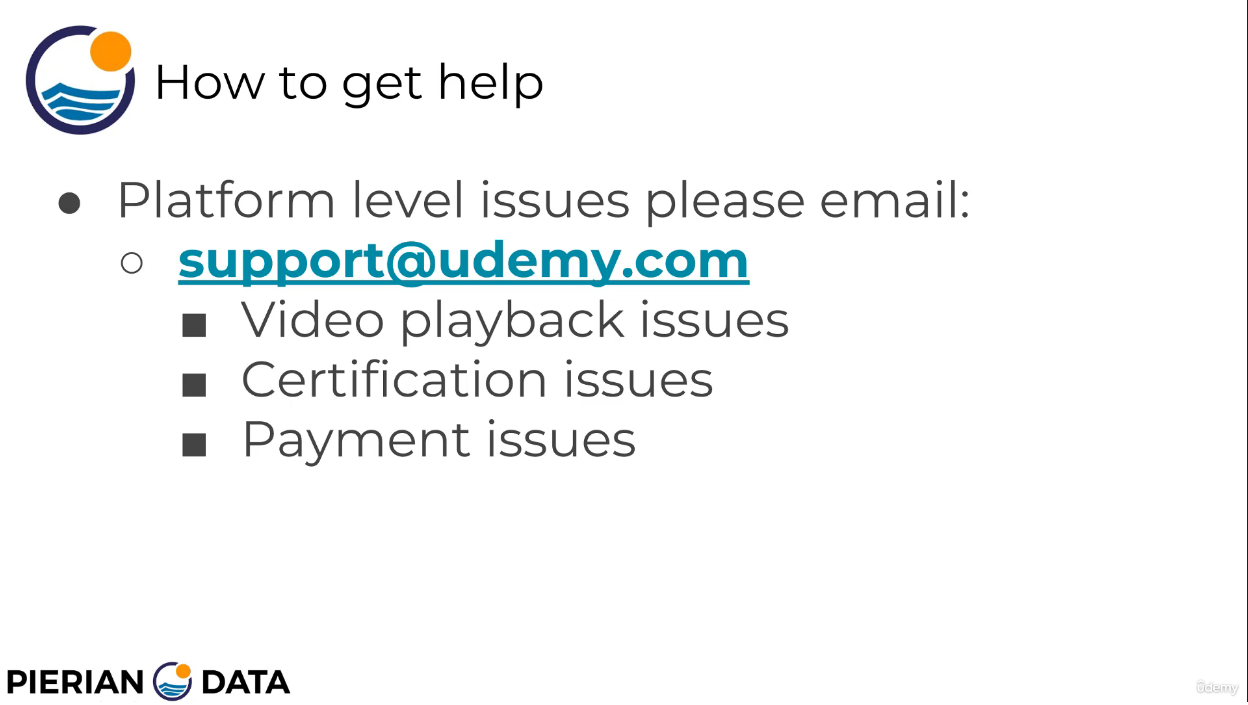 How to get help
● Platform level issues please email:
○ support@udemy.com
■ Video playback issues
■ Certification issues
■ Payment issues
PIERIAN DATA
ûdemy